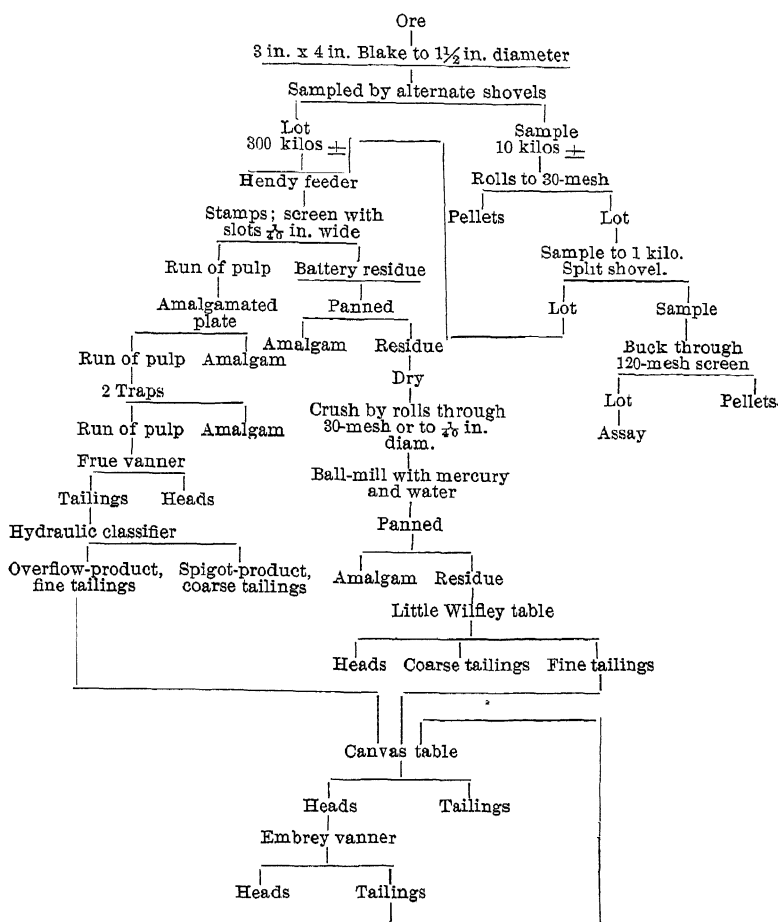 Ore
3 in. x 4 in. Blake to 1½ in. diameter
Sampled by alternate shovels
Lot
300 kilos ±
Sample
10 kilos ±
Hendy feeder
Rolls to 30-mesh
Stamps; screen with
slots 1/40 in. wide
Pellets
Lot
Run of pulp
Battery residue
Sample to 1 kilo.
Split shovel.
Amalgamated
plate
Panned
Lot
Sample
Run of pulp
Amalgam
Amalgam
Residue
Buck through
120-mesh screen
2 Traps
Dry
Lot
Pellets
Run of pulp
Amalgam
Crush by rolls through
30-mesh or to 1/40 in.
diam.
Assay
Frue vanner
Ball-mill with mercury
and water
Tailings
Heads
Panned
Hydraulic classifier
Overflow-product,
fine tailings
Spigot-product,
coarse tailings
Amalgam
Residue
Little Wilfley table
Heads
Coarse tailings
Fine tailings
Canvas table
Heads
Tailings
Embrey vanner
Heads
Tailings